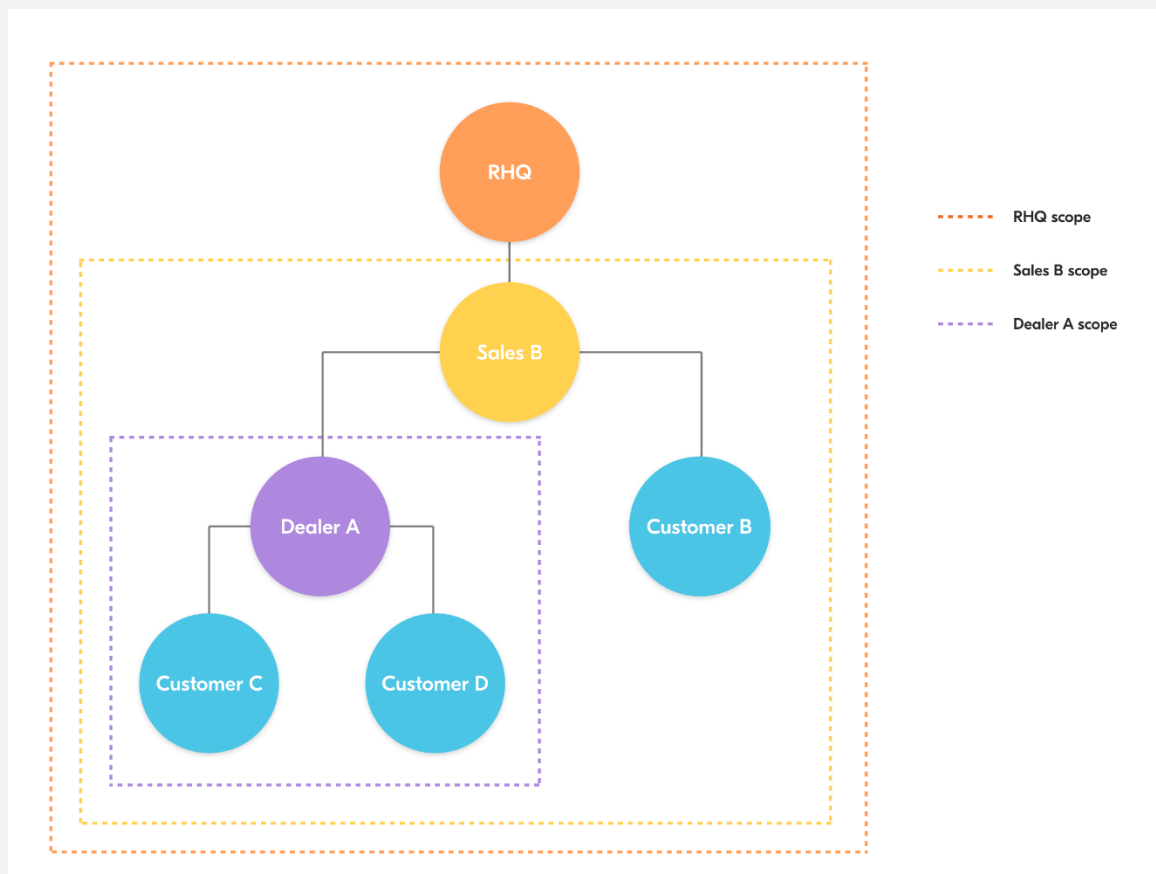 RHQ
RHQ scope
Sales B scope
Dealer A scope
Sales B
Dealer A
Customer B
Customer C
Customer D